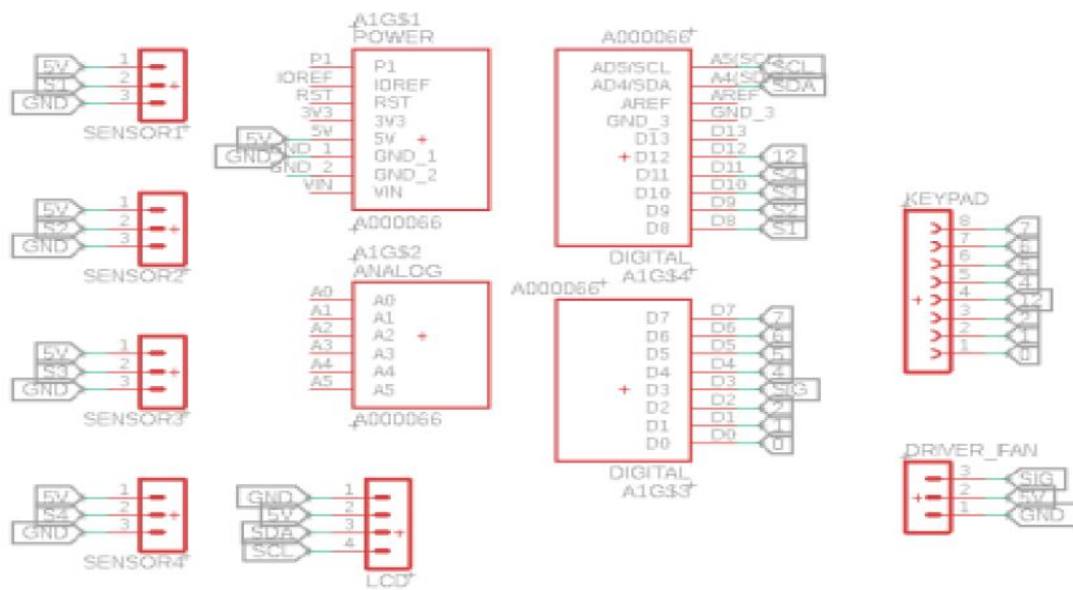 5V 1
S1 2
GND 3
SENSOR1
5V 1
S2 2
GND 3
SENSOR2
5V 1
S3 2
GND 3
SENSOR3
5V 1
S4 2
GND 3
SENSOR4
A1G$1
POWER
P1 P1
IOREF IOREF
RST RST
3V3 3V3
5V 5V 5V
GND GND_1 GND_1
GND_2 GND_2
VIN VIN
A000066
A1G$2
ANALOG
A0 A0
A1 A1
A2 A2
A3 A3
A4 A4
A5 A5
A000066
GND 1
5V 2
SDA 3
SCL 4
LCD
A000066
AD5/SCL A5(SCL) SCL
AD4/SDA A4(SDA) SDA
AREF AREF
GND_3 GND_3
D13 D13
D12 D12 12
D11 D11 S4
D10 D10 S3
D9 D9 S2
D8 D8 S1
DIGITAL
A1G$4
A000066
D7 D7 7
D6 D6 6
D5 D5 5
D4 D4 4
D3 D3 SIG
D2 D2 2
D1 D1 1
D0 D0 0
DIGITAL
A1G$3
KEYPAD
8 7
7 6
6 5
5 4
4 12
3 2
2 1
1 0
DRIVER_FAN
3 SIG
2 5V
1 GND